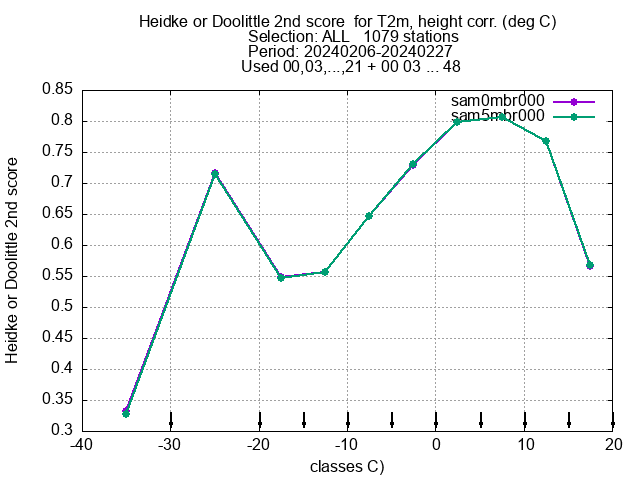 Heidke or Doolittle 2nd score  for T2m, height corr. (deg C)
Selection: ALL   1079 stations
Period: 20240206-20240227
Used 00,03,...,21 + 00 03 ... 48
sam0mbr000
sam5mbr000
Heidke or Doolittle 2nd score
0.85
0.8
0.75
0.7
0.65
0.6
0.55
0.5
0.45
0.4
0.35
0.3
-40 -30 -20 -10 0 10 20
classes C)